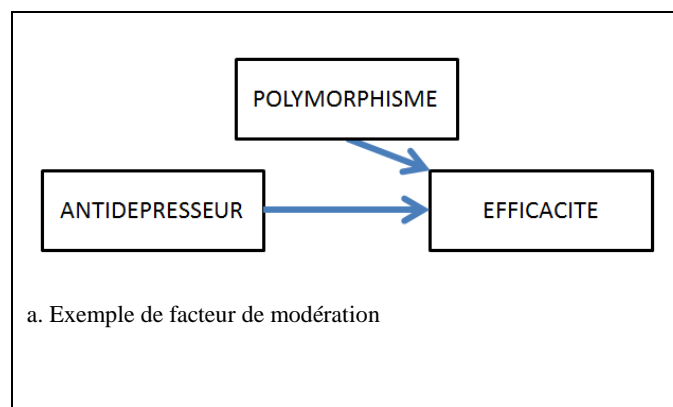 POLYMORPHISME
ANTIDEPRESSEUR
EFFICACITE
a. Exemple de facteur de modération